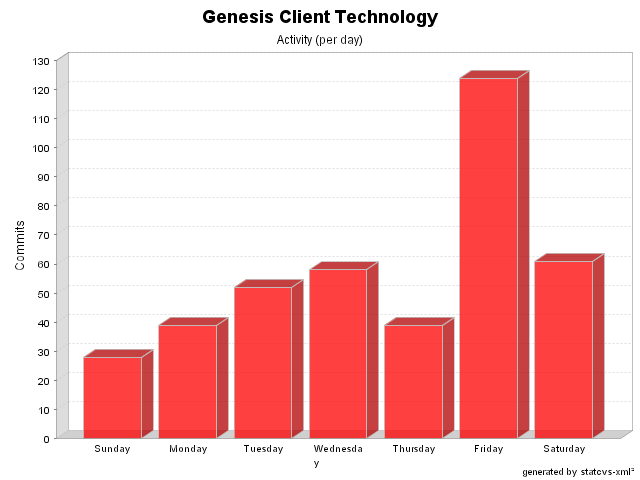 Genesis Client Technology
Activity (per day)
130
120
110
100
90
80
70
60
50
40
30
20
10
0
Commits
Sunday Monday Tuesday Wednesda Thursday Friday Saturday
y
generated by statcvs-xml²